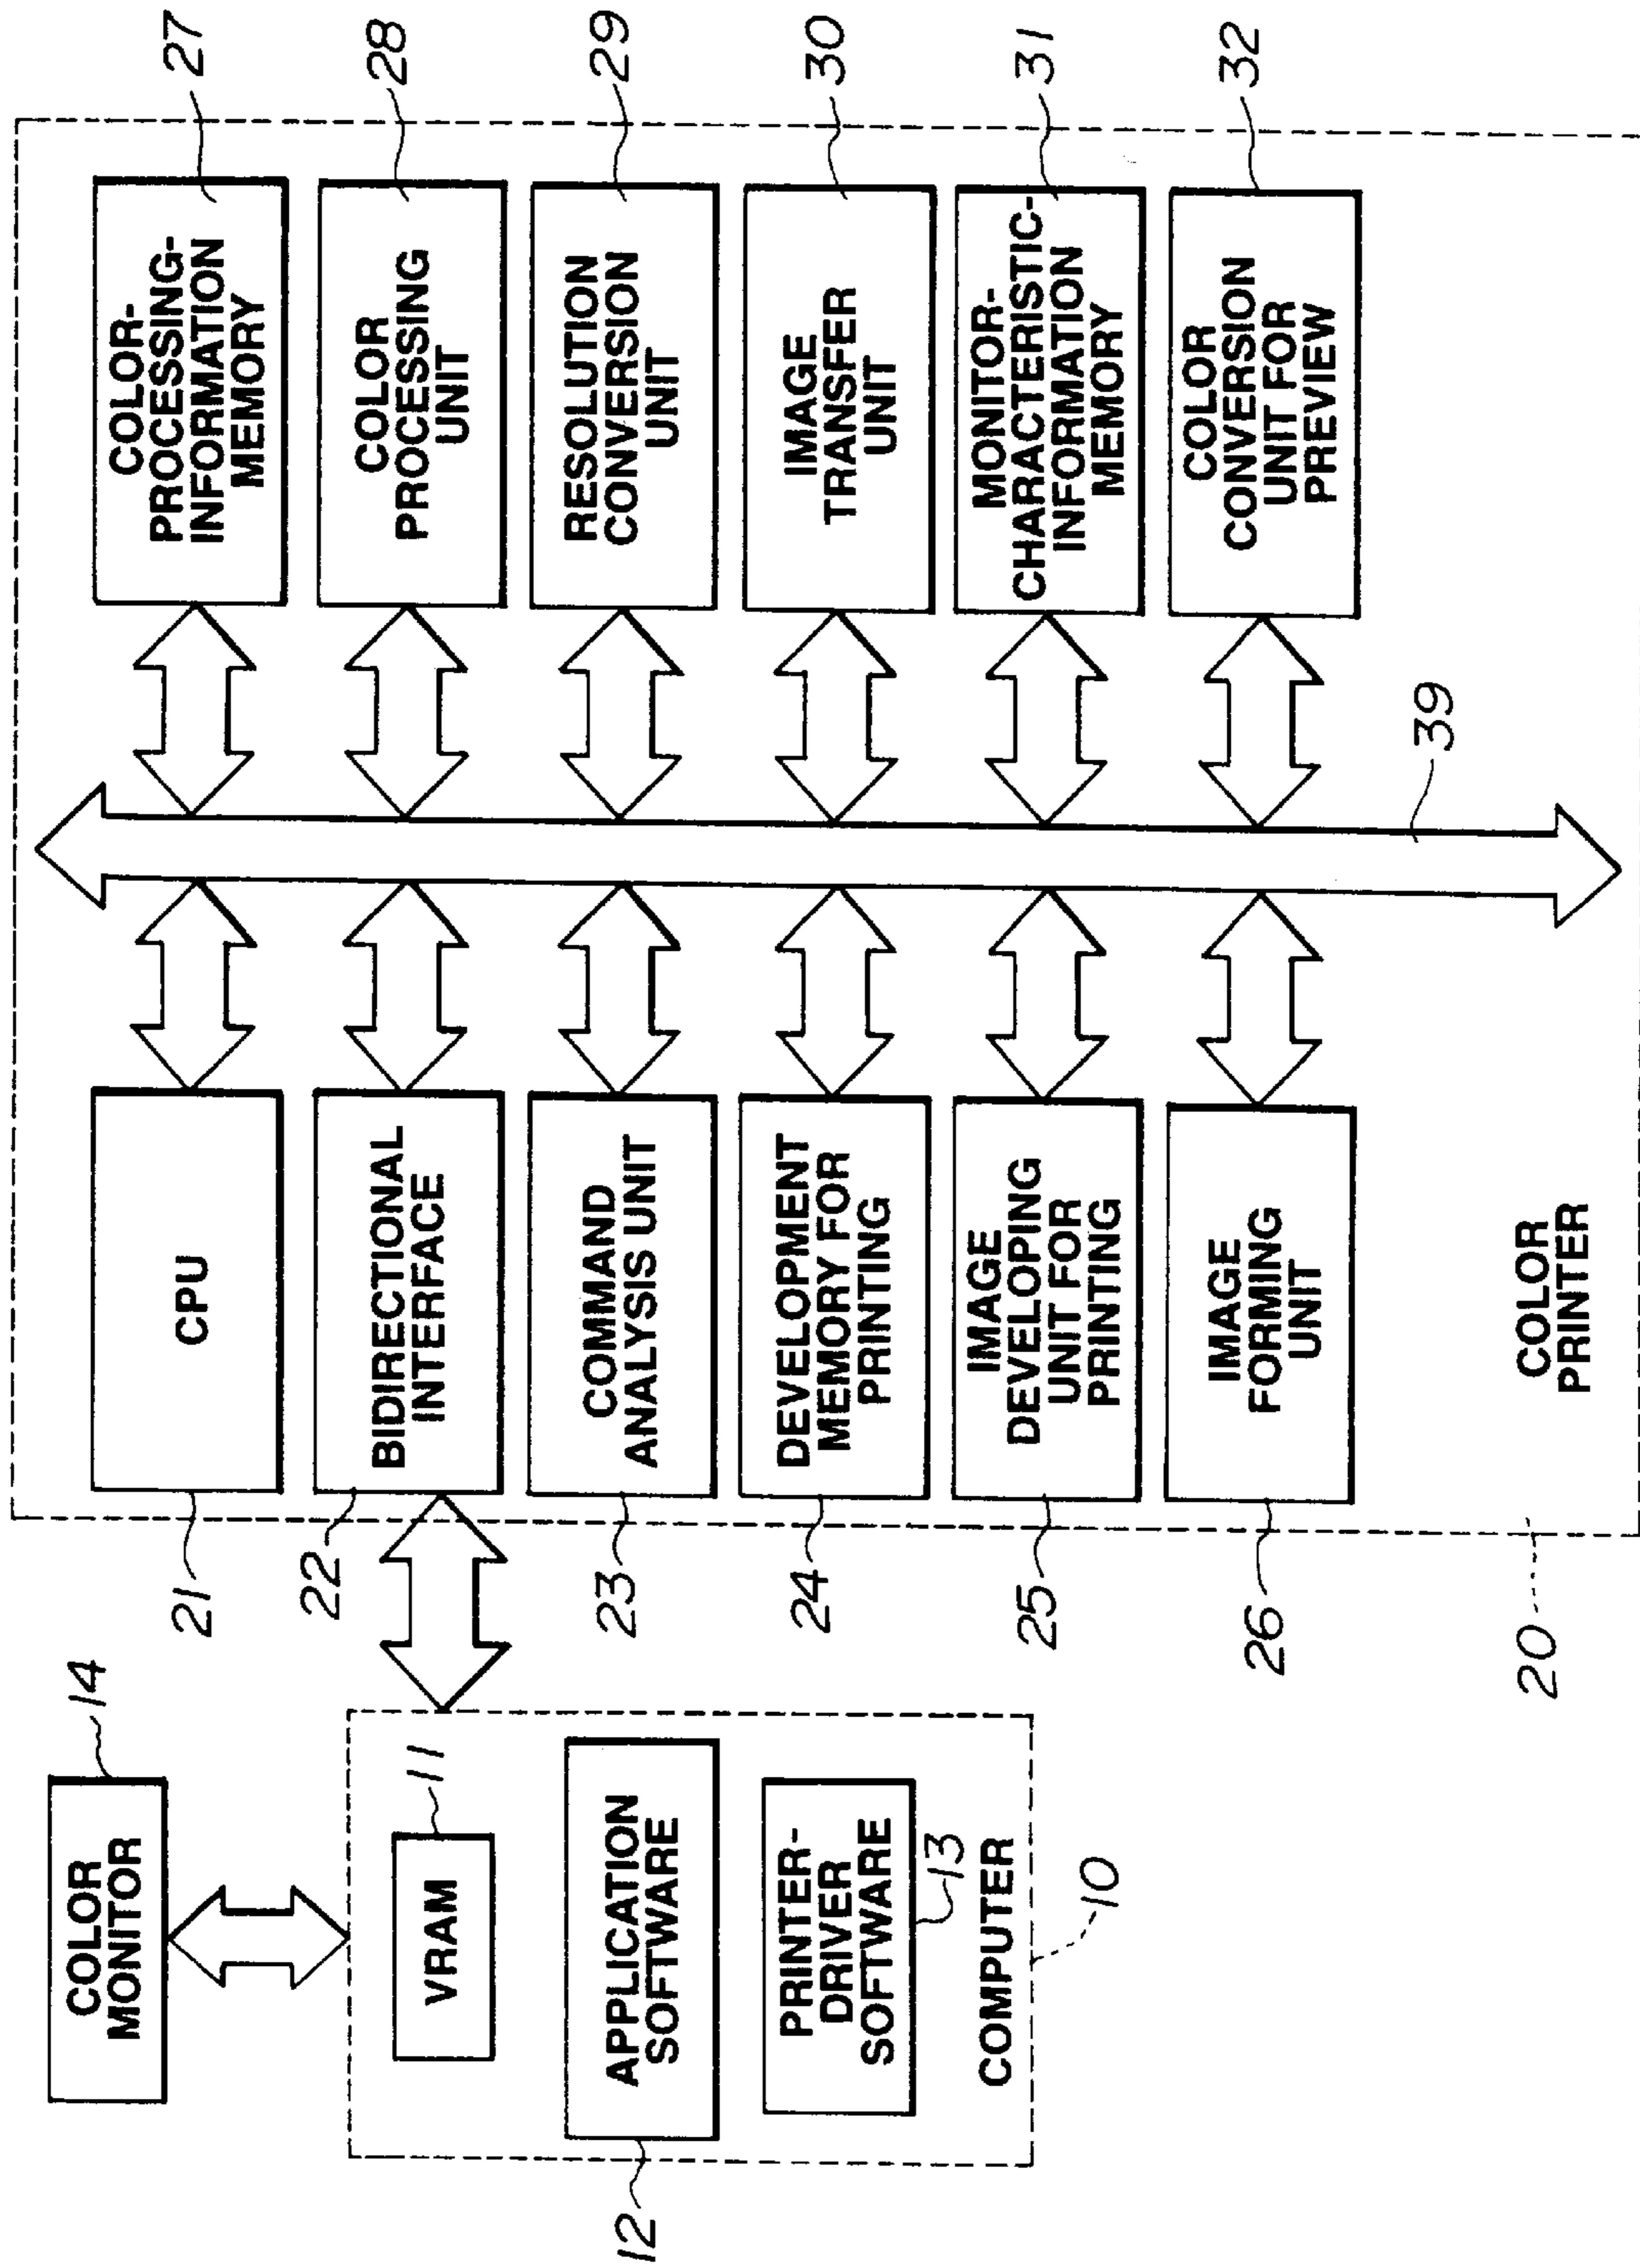 COLOR
MONITOR
14
VRAM
11
APPLICATION
SOFTWARE
12
PRINTER-
DRIVER
SOFTWARE
13
COMPUTER
10
CPU
21
BIDIRECTIONAL
INTERFACE
22
COMMAND
ANALYSIS UNIT
23
DEVELOPMENT
MEMORY FOR
PRINTING
24
IMAGE
DEVELOPING
UNIT FOR
PRINTING
25
IMAGE
FORMING
UNIT
26
COLOR
PRINTER
20
39
COLOR-
PROCESSING-
INFORMATION
MEMORY
27
COLOR
PROCESSING
UNIT
28
RESOLUTION
CONVERSION
UNIT
29
IMAGE
TRANSFER
UNIT
30
MONITOR-
CHARACTERISTIC-
INFORMATION
MEMORY
31
COLOR
CONVERSION
UNIT FOR
PREVIEW
32